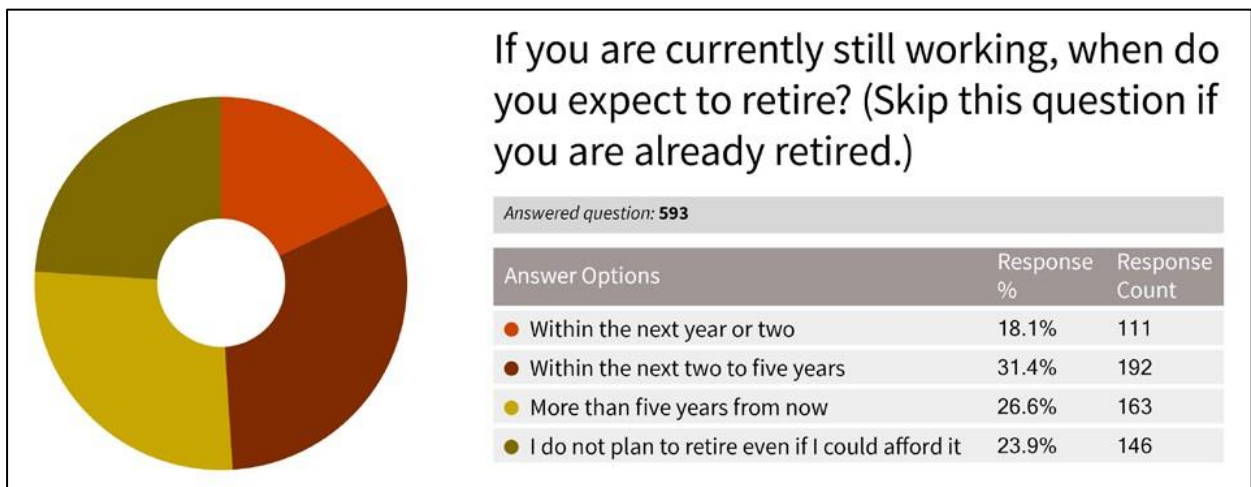 If you are currently still working, when do
you expect to retire? (Skip this question if
you are already retired.)
Answered question: 593
Answer Options Response % Response Count
Within the next year or two 18.1% 111
Within the next two to five years 31.4% 192
More than five years from now 26.6% 163
I do not plan to retire even if I could afford it 23.9% 146